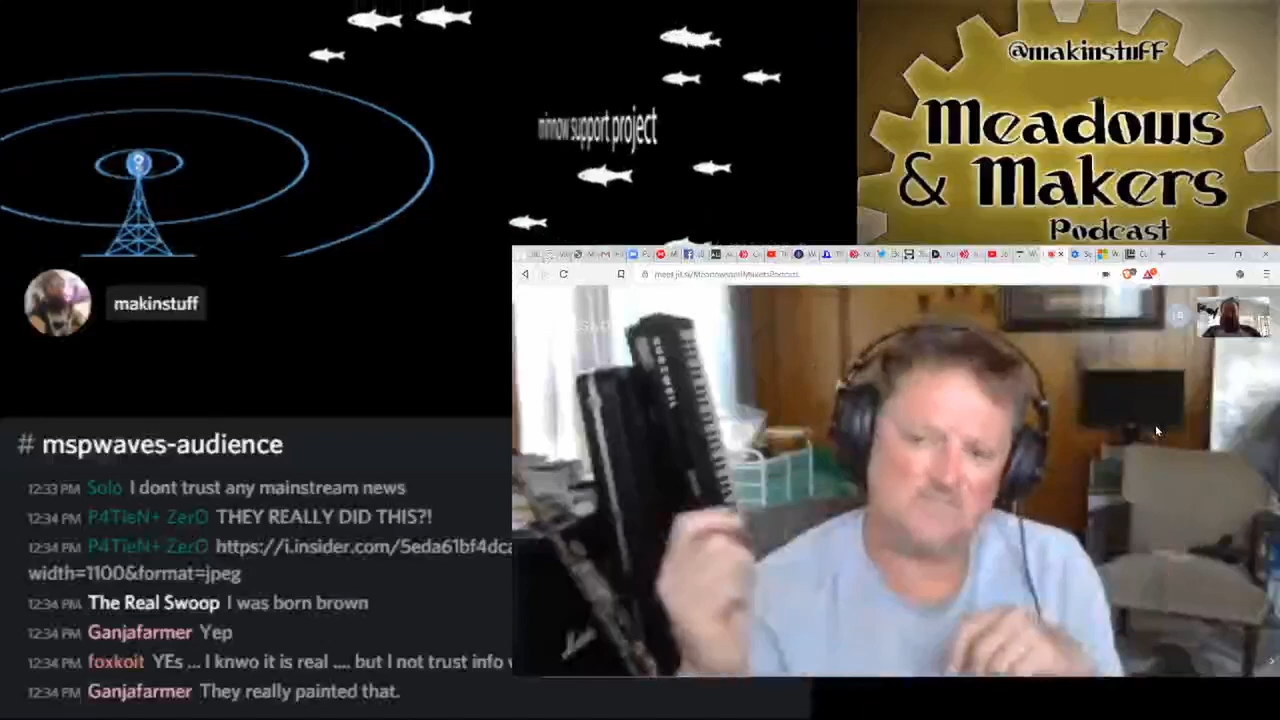 @makinstuff
Meadows
& Makers
Podcast
minnow support project
?
makinstuff
# mspwaves-audience
12:33 PM Solo I dont trust any mainstream news
12:34 PM P4TIeN+ ZerO THEY REALLY DID THIS?!
12:34 PM P4TIeN+ ZerO https://i.insider.com/5eda61bf4dca
width=1100&format=jpeg
12:34 PM The Real Swoop I was born brown
12:34 PM Ganjafarmer Yep
12:34 PM foxkoit YEs ... I knwo it is real .... but I not trust info
12:34 PM Ganjafarmer They really painted that.